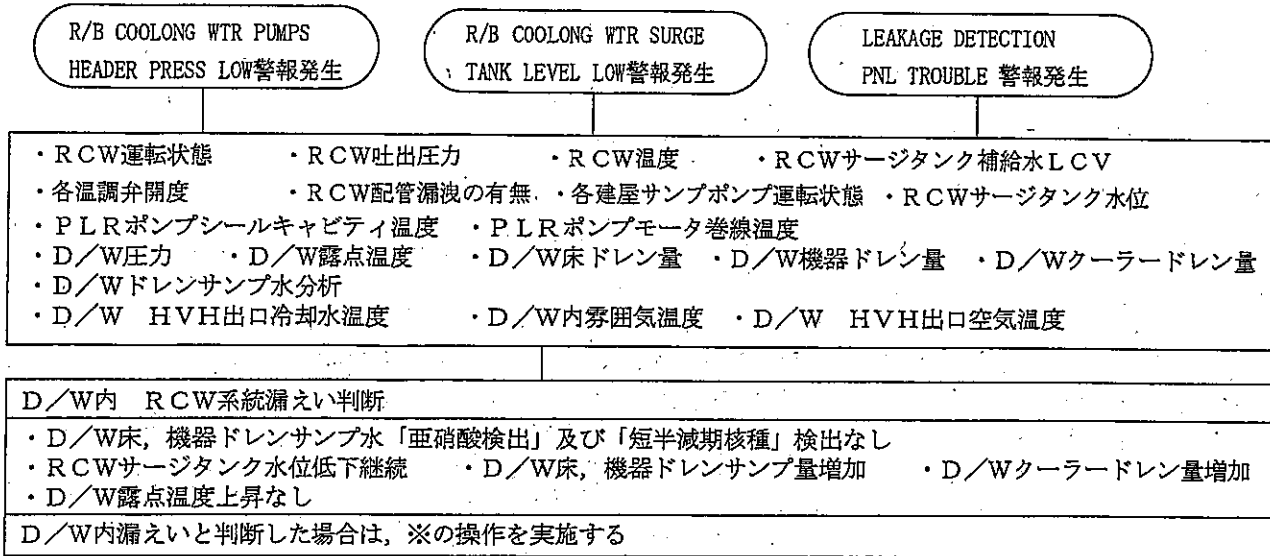 R/B COOLONG WTR PUMPS
HEADER PRESS LOW警報発生
R/B COOLONG WTR SURGE
TANK LEVEL LOW警報発生
LEAKAGE DETECTION
PNL TROUBLE 警報発生
・RCW運転状態 ・RCW吐出圧力 ・RCW温度 ・RCWサージタンク補給水LCV
・各温調弁開度 ・RCW配管漏洩の有無 ・各建屋サンプポンプ運転状態 ・RCWサージタンク水位
・PLRポンプシールキャビティ温度 ・PLRポンプモータ巻線温度
・D/W圧力 ・D/W露点温度 ・D/W床ドレン量 ・D/W機器ドレン量 ・D/Wクーラードレン量
・D/Wドレンサンプ水分析
・D/W HVH出口冷却水温度 ・D/W内雰囲気温度 ・D/W HVH出口空気温度
D/W内 RCW系統漏えい判断
・D/W床,機器ドレンサンプ水「亜硝酸検出」及び「短半減期核種」検出なし
・RCWサージタンク水位低下継続 ・D/W床,機器ドレンサンプ量増加 ・D/Wクーラードレン量増加
・D/W露点温度上昇なし
D/W内漏えいと判断した場合は,※の操作を実施する